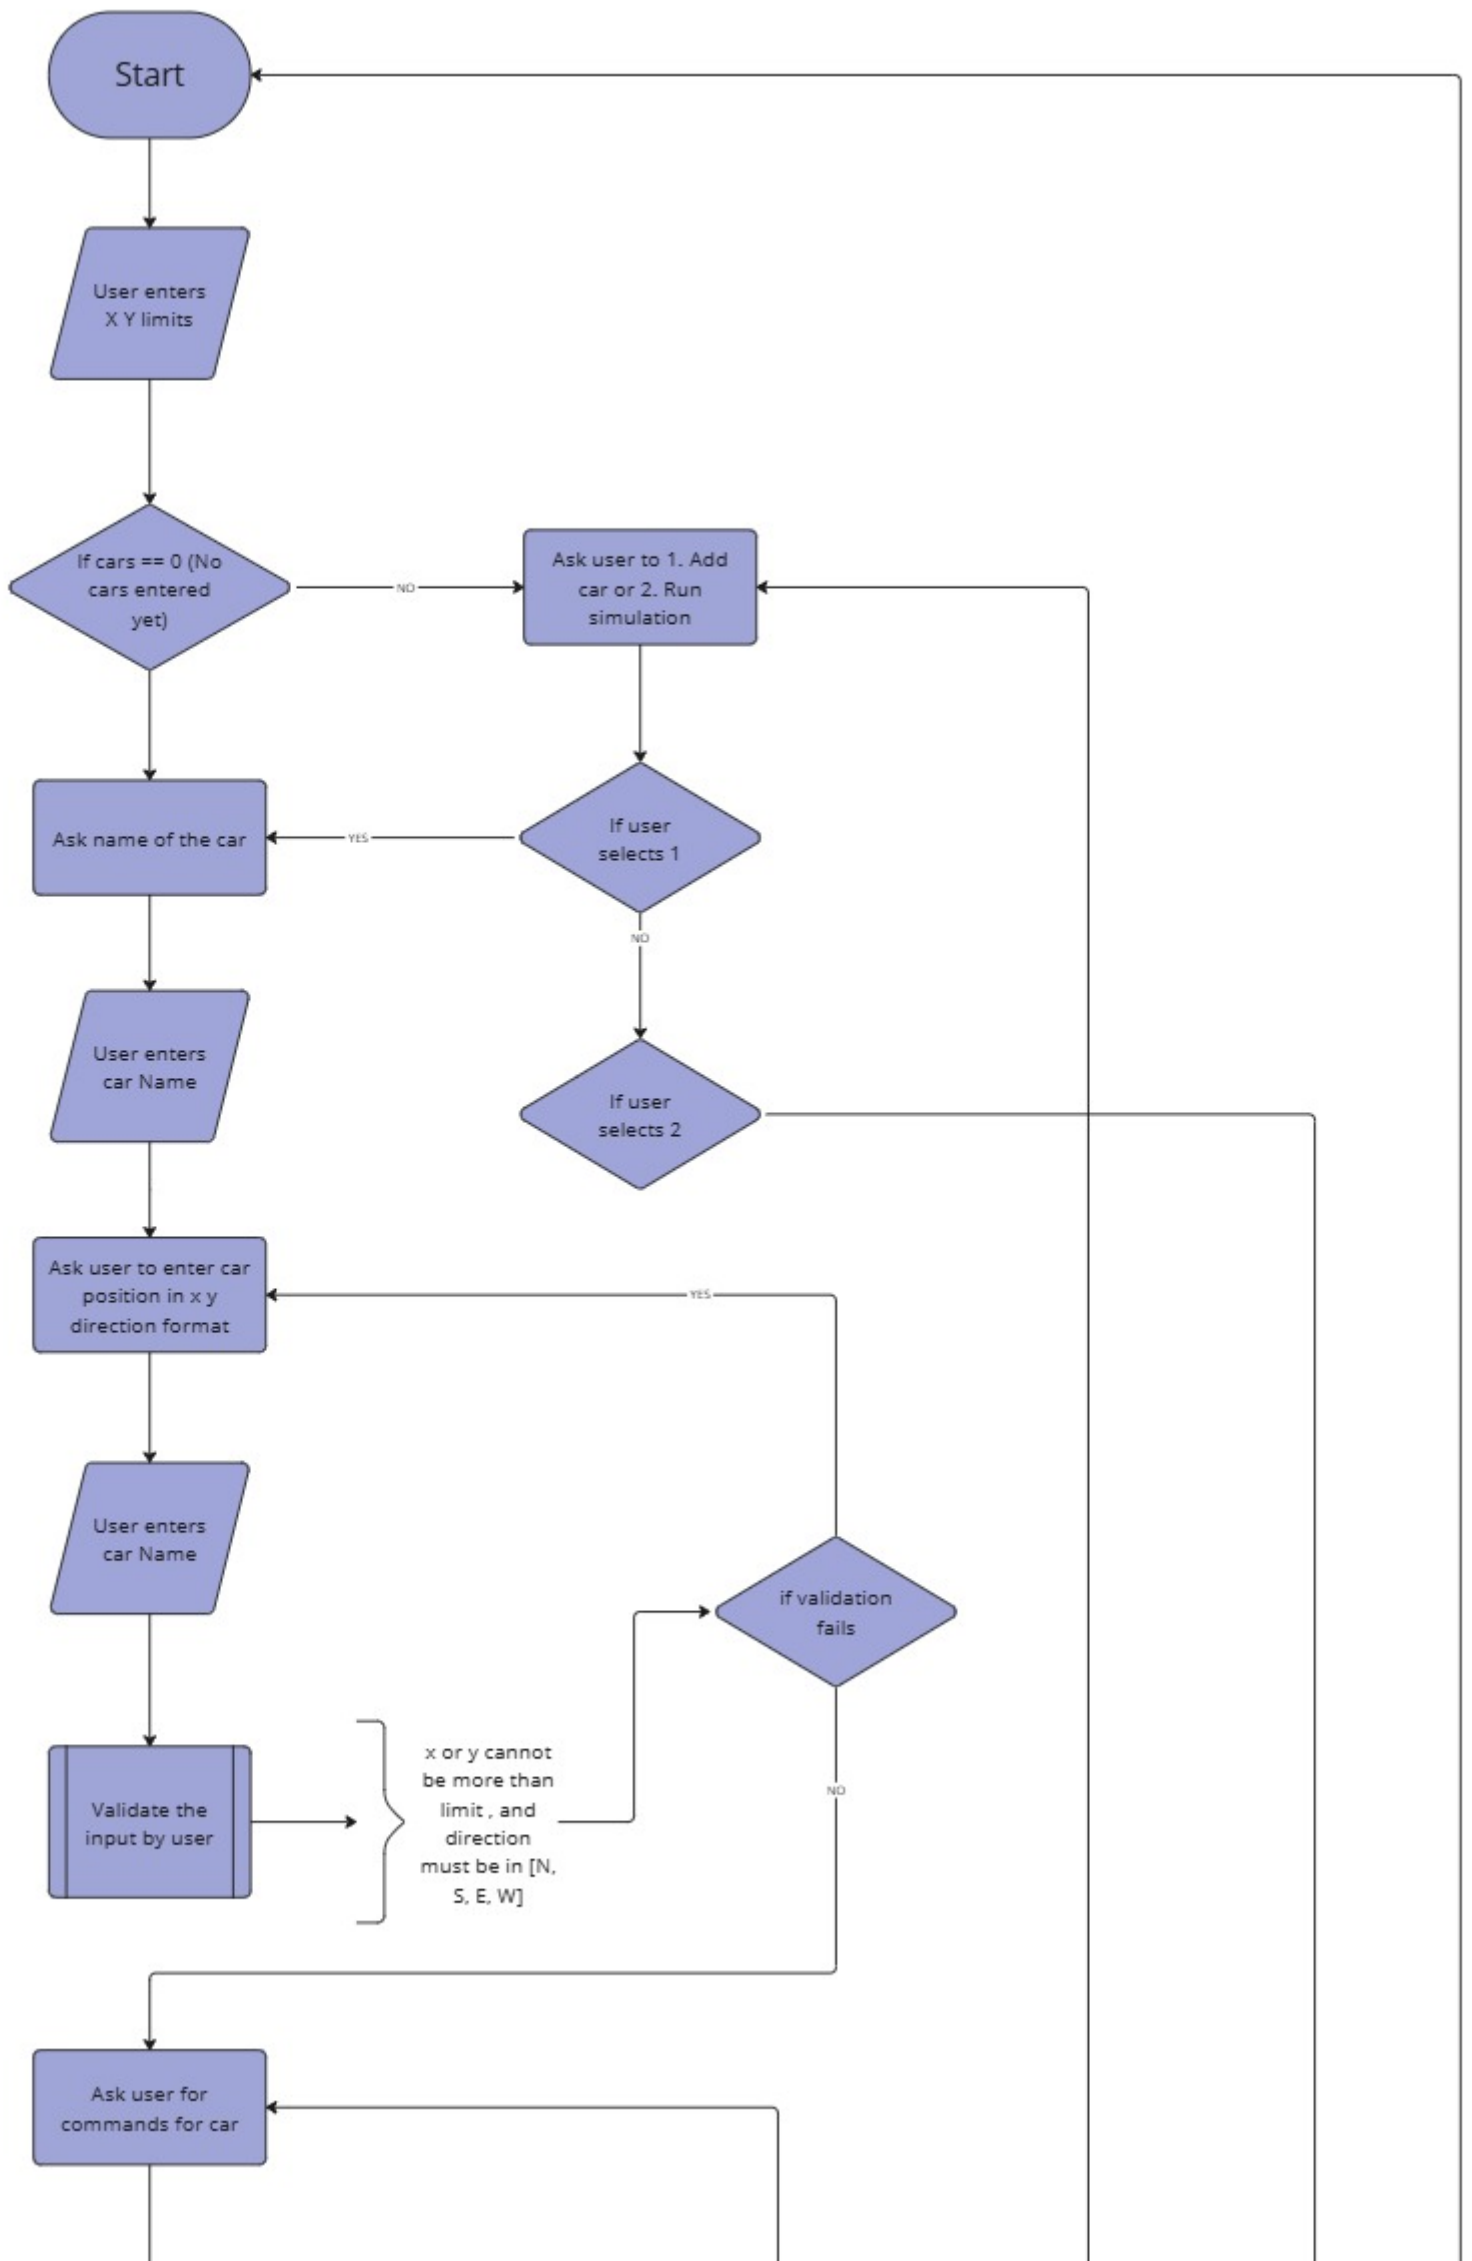 Start
User enters
X Y limits
If cars == 0 (No
cars entered
yet)
NO
Ask user to 1. Add
car or 2. Run
simulation
Ask name of the car
YES
If user
selects 1
NO
User enters
car Name
If user
selects 2
Ask user to enter car
position in x y
direction format
YES
User enters
car Name
if validation
fails
Validate the
input by user
x or y cannot
be more than
limit , and
direction
must be in [N,
S, E, W]
NO
Ask user for
commands for car